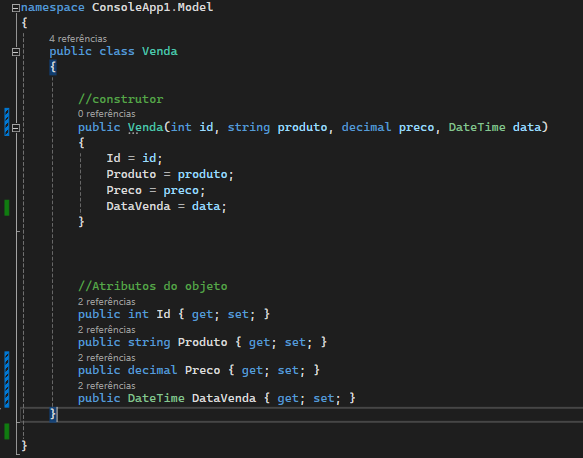 namespace ConsoleApp1.Model
{
4 referências
public class Venda
{
//construtor
0 referências
public Venda(int id, string produto, decimal preco, DateTime data)
{
Id = id;
Produto = produto;
Preco = preco;
DataVenda = data;
}
//Atributos do objeto
2 referências
public int Id { get; set; }
2 referências
public string Produto { get; set; }
2 referências
public decimal Preco { get; set; }
2 referências
public DateTime DataVenda { get; set; }
}
}